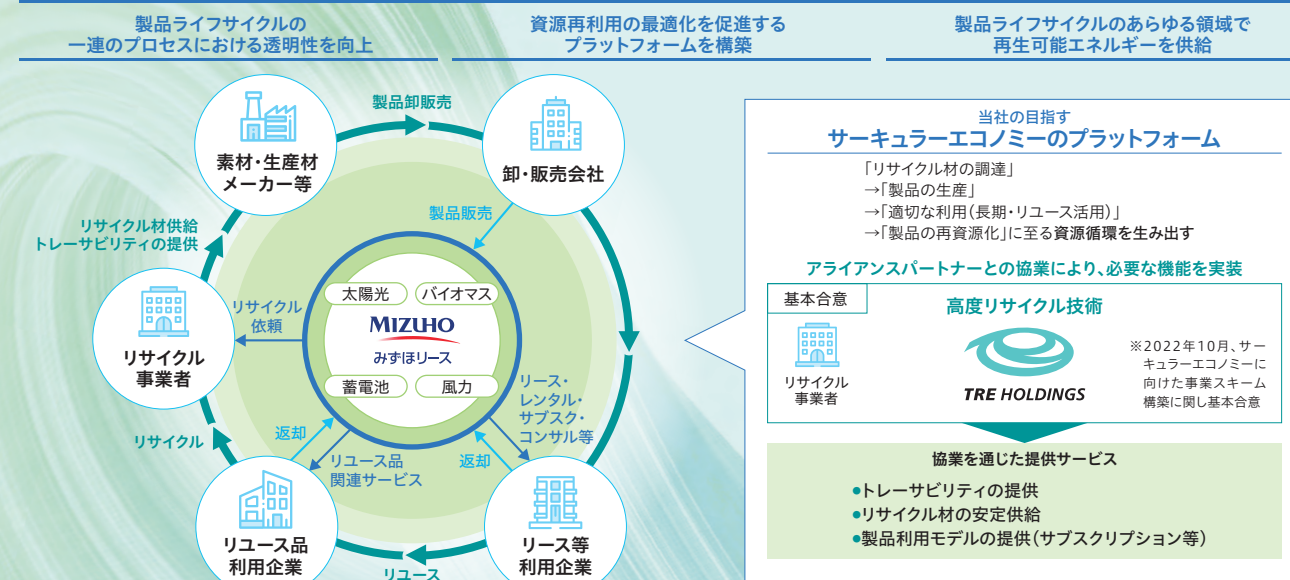 製品ライフサイクルの
一連のプロセスにおける透明性を向上
資源再利用の最適化を促進する
プラットフォームを構築
製品ライフサイクルのあらゆる領域で
再生可能エネルギーを供給
製品卸販売
素材・生産材
メーカー等
卸・販売会社
製品販売
リサイクル材供給
トレーサビリティの提供
リサイクル
事業者
リサイクル
依頼
太陽光
バイオマス
MIZUHO
みずほリース
蓄電池
風力
リース・
レンタル・
サブスク・
コンサル等
リサイクル
返却
リユース品
関連サービス
返却
リユース品
利用企業
リユース
リース等
利用企業
当社の目指す
サーキュラーエコノミーのプラットフォーム
「リサイクル材の調達」
→「製品の生産」
→「適切な利用(長期・リユース活用)」
→「製品の再資源化」に至る資源循環を生み出す
アライアンスパートナーとの協業により、必要な機能を実装
基本合意
リサイクル
事業者
高度リサイクル技術
TRE HOLDINGS
※2022年10月、サー
キュラーエコノミーに
向けた事業スキーム
構築に関し基本合意
協業を通じた提供サービス
●トレーサビリティの提供
●リサイクル材の安定供給
●製品利用モデルの提供(サブスクリプション等)